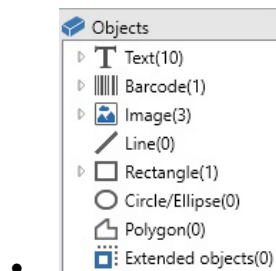 Objects
Text(10)
Barcode(1)
Image(3)
Line(0)
Rectangle(1)
Circle/Ellipse(0)
Polygon(0)
Extended objects(0)